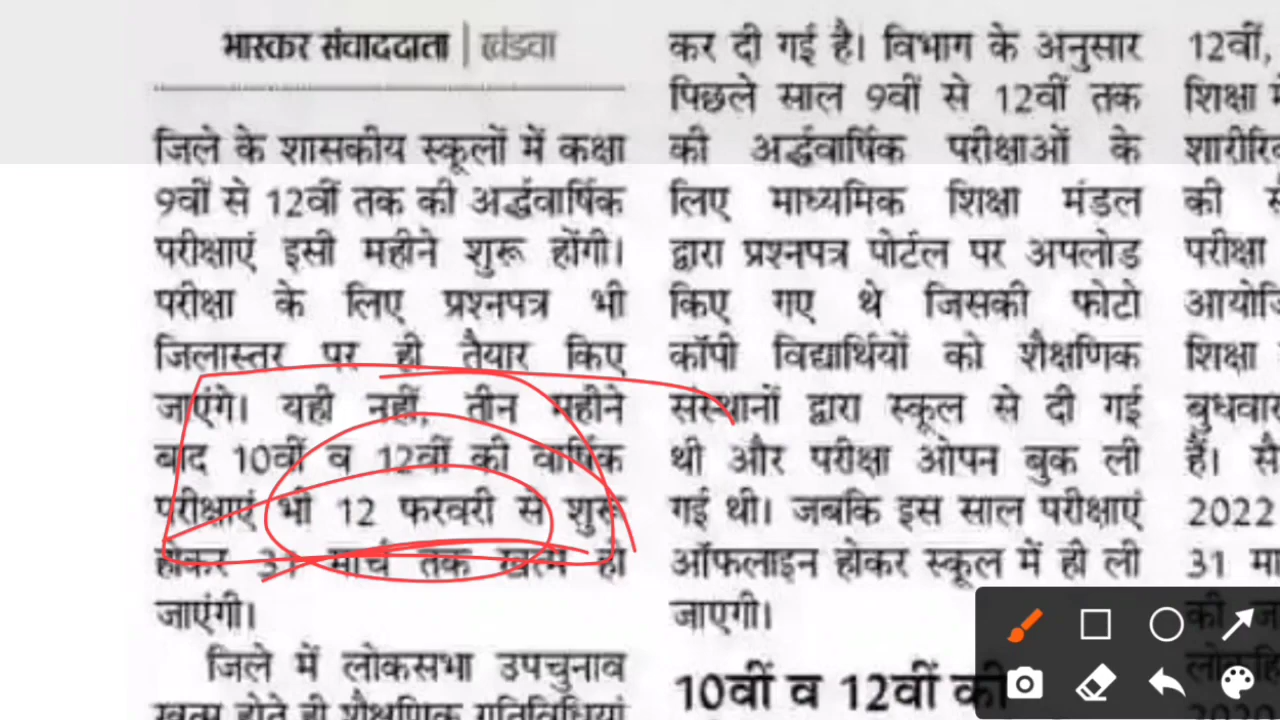 भास्कर संवाददाता | खंडवा
जिले के शासकीय स्कूलों में कक्षा
9वीं से 12वीं तक की अर्द्धवार्षिक
परीक्षाएं इसी महीने शुरू होंगी।
परीक्षा के लिए प्रश्नपत्र भी
जिलास्तर पर ही तैयार किए
जाएंगे। यही नहीं, तीन महीने
बाद 10वीं व 12वीं की वार्षिक
परीक्षाएं भी 12 फरवरी से शुरू
होकर 31 मार्च तक खत्म हो
जाएंगी।
जिले में लोकसभा उपचुनाव
खत्म होते ही शैक्षणिक गतिविधियां
कर दी गई है। विभाग के अनुसार
पिछले साल 9वीं से 12वीं तक
की अर्द्धवार्षिक परीक्षाओं के
लिए माध्यमिक शिक्षा मंडल
द्वारा प्रश्नपत्र पोर्टल पर अपलोड
किए गए थे जिसकी फोटो
कॉपी विद्यार्थियों को शैक्षणिक
संस्थानों द्वारा स्कूल से दी गई
थी और परीक्षा ओपन बुक ली
गई थी। जबकि इस साल परीक्षाएं
ऑफलाइन होकर स्कूल में ही ली
जाएगी।
10वीं व 12वीं की
12वीं,
शिक्षा
की
परीक्षा
शिक्षा
हैं।
2022
31